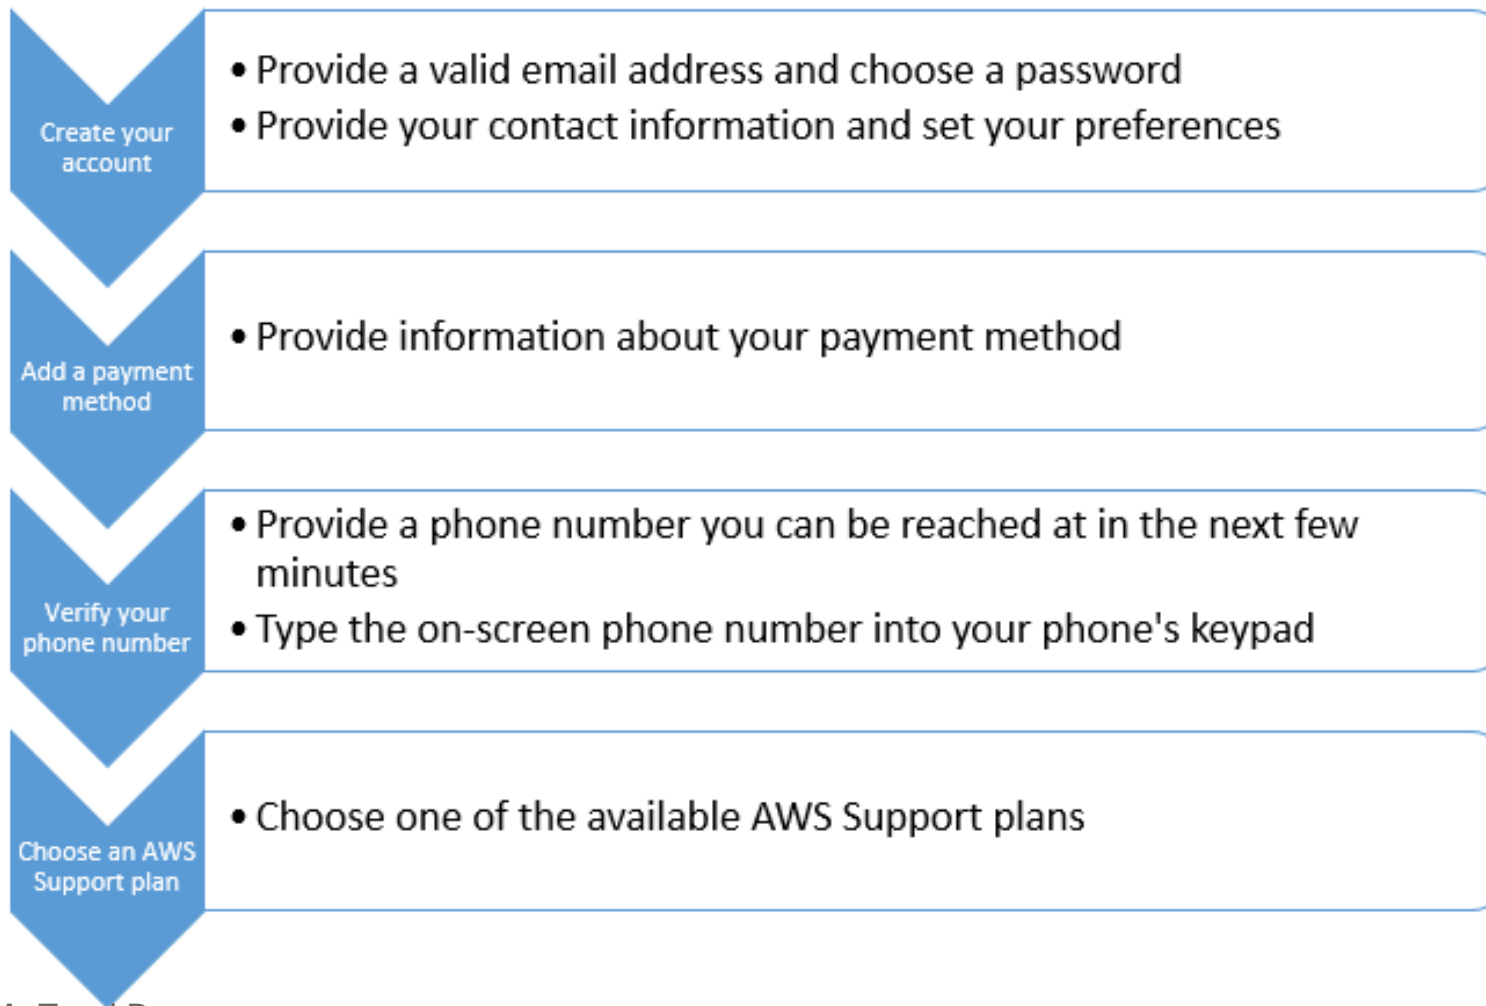 Create your
account
• Provide a valid email address and choose a password
• Provide your contact information and set your preferences
Add a payment
method
• Provide information about your payment method
Verify your
phone number
• Provide a phone number you can be reached at in the next few
minutes
• Type the on-screen phone number into your phone's keypad
Choose an AWS
Support plan
• Choose one of the available AWS Support plans